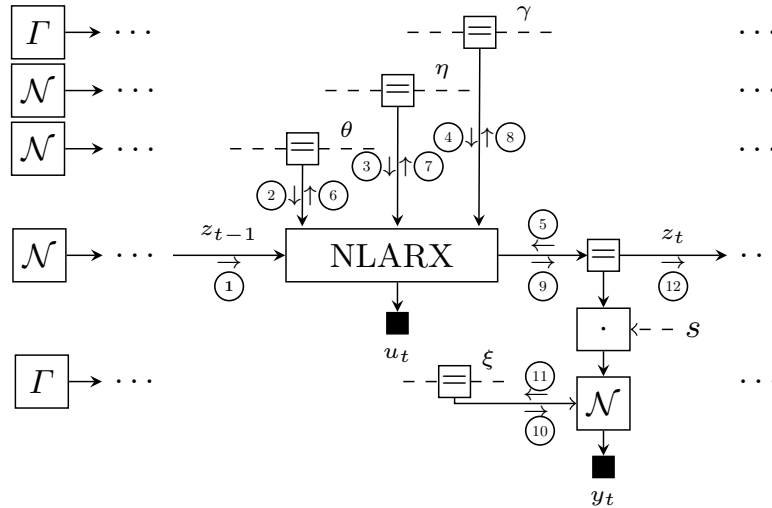 Γ · · · = γ · · ·
𝒩 · · · = η · · ·
𝒩 · · · = θ · · ·
4 ↓ ↑ 8
3 ↓ ↑ 7
2 ↓ ↑ 6
5
𝒩 · · · z_{t−1} NLARX = z_t · ·
1 9 12
u_t
· s
Γ · · · = ξ 11
𝒩
10
y_t